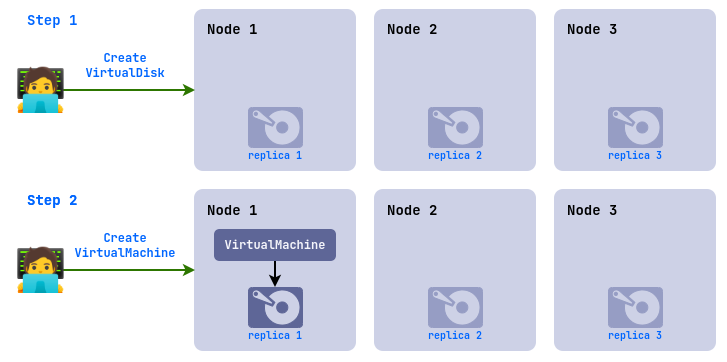 Step 1
Create
VirtualDisk
Node 1
Node 2
Node 3
replica 1
replica 2
replica 3
Step 2
Create
VirtualMachine
Node 1
Node 2
Node 3
VirtualMachine
replica 1
replica 2
replica 3